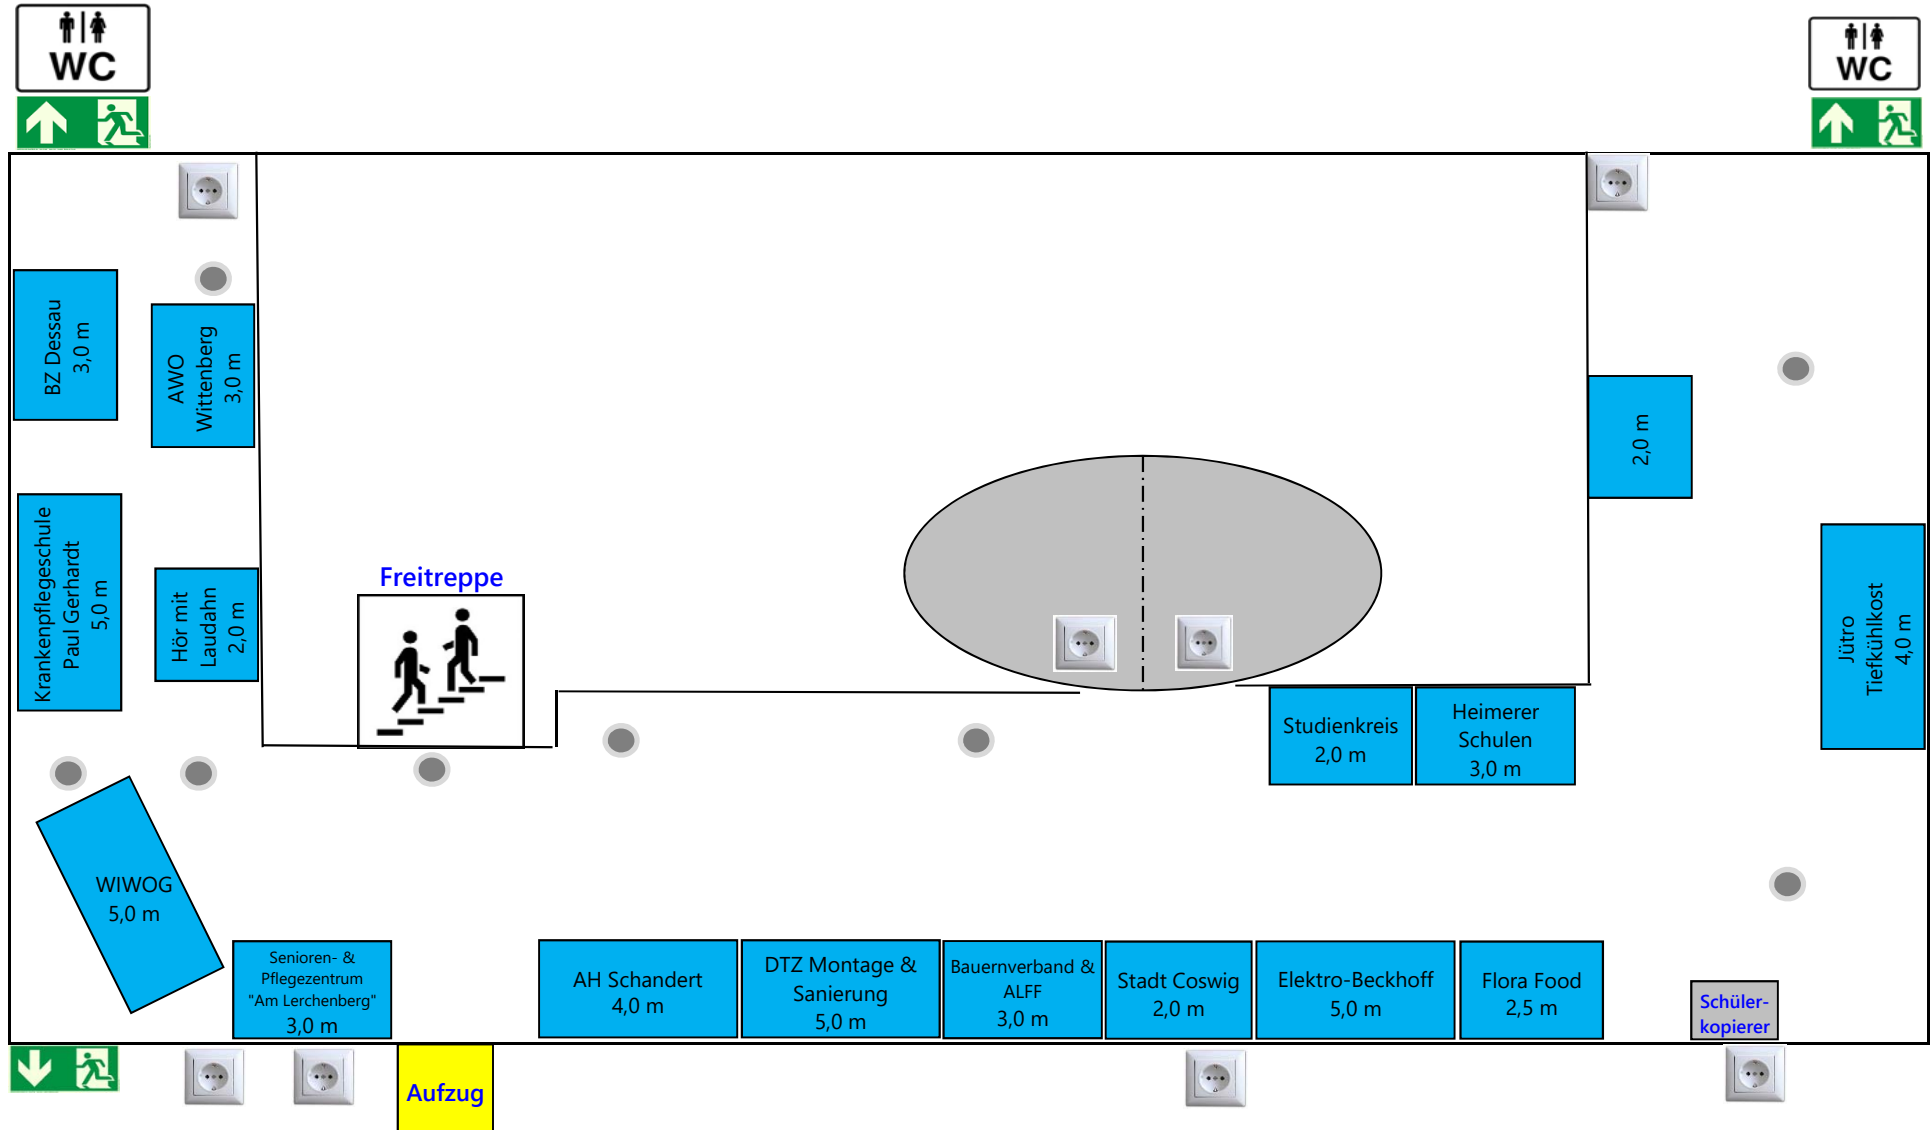 WC
WC
BZ Dessau
3,0 m
AWO
Wittenberg
3,0 m
2,0 m
Krankenpflegeschule
Paul Gerhardt
5,0 m
Hör mit
Laudahn
2,0 m
Freitreppe
Jütro
Tiefkühlkost
4,0 m
Studienkreis
2,0 m
Heimerer
Schulen
3,0 m
WIWOG
5,0 m
Senioren- &
Pflegezentrum
"Am Lerchenberg"
3,0 m
AH Schandert
4,0 m
DTZ Montage &
Sanierung
5,0 m
Bauernverband &
ALFF
3,0 m
Stadt Coswig
2,0 m
Elektro-Beckhoff
5,0 m
Flora Food
2,5 m
Schüler-
kopierer
Aufzug